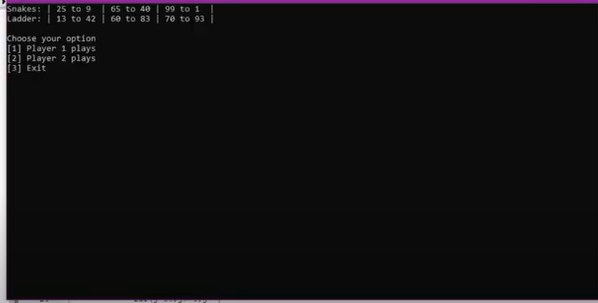 Snakes: | 25 to 9 | 65 to 40 | 99 to 1 |
Ladder: | 13 to 42 | 60 to 83 | 70 to 93 |
Choose your option
[1] Player 1 plays
[2] Player 2 plays
[3] Exit